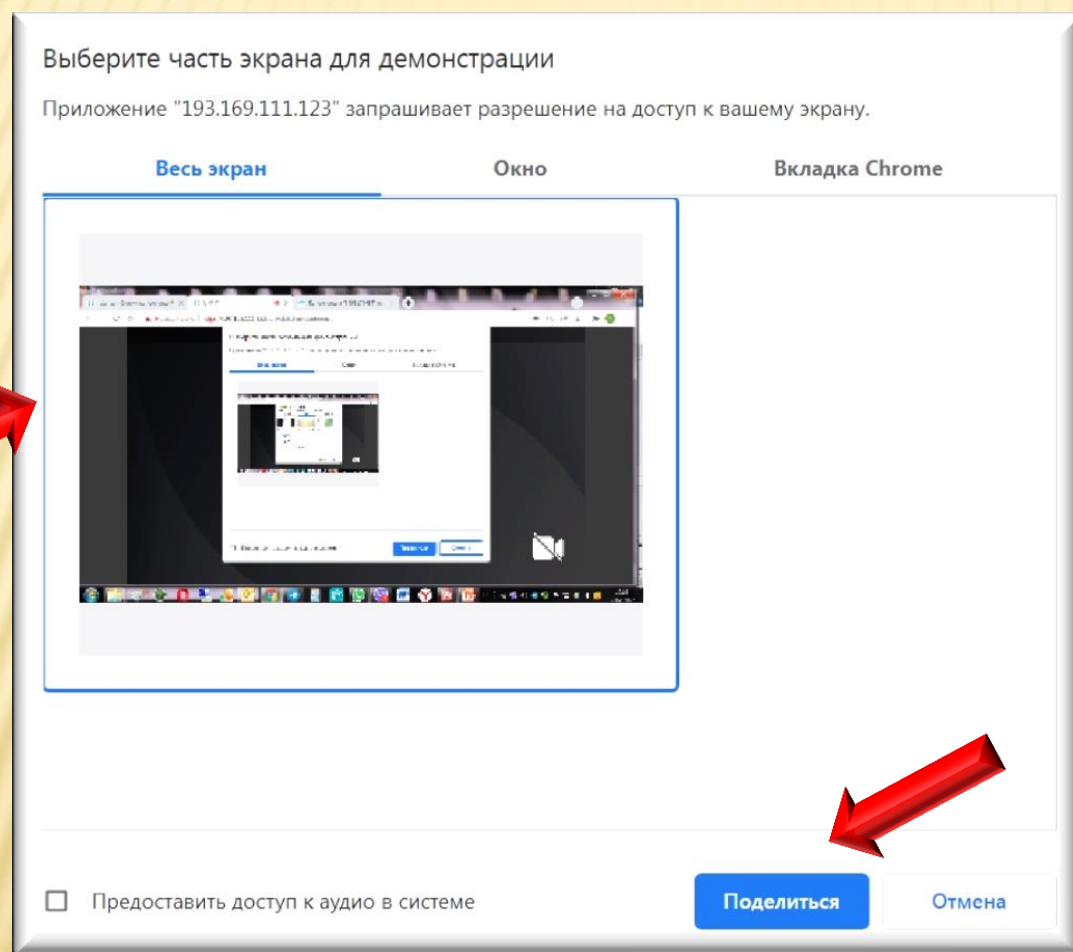 Выберите часть экрана для демонстрации
Приложение "193.169.111.123" запрашивает разрешение на доступ к вашему экрану.
Весь экран Окно Вкладка Chrome
Предоставить доступ к аудио в системе
Поделиться Отмена